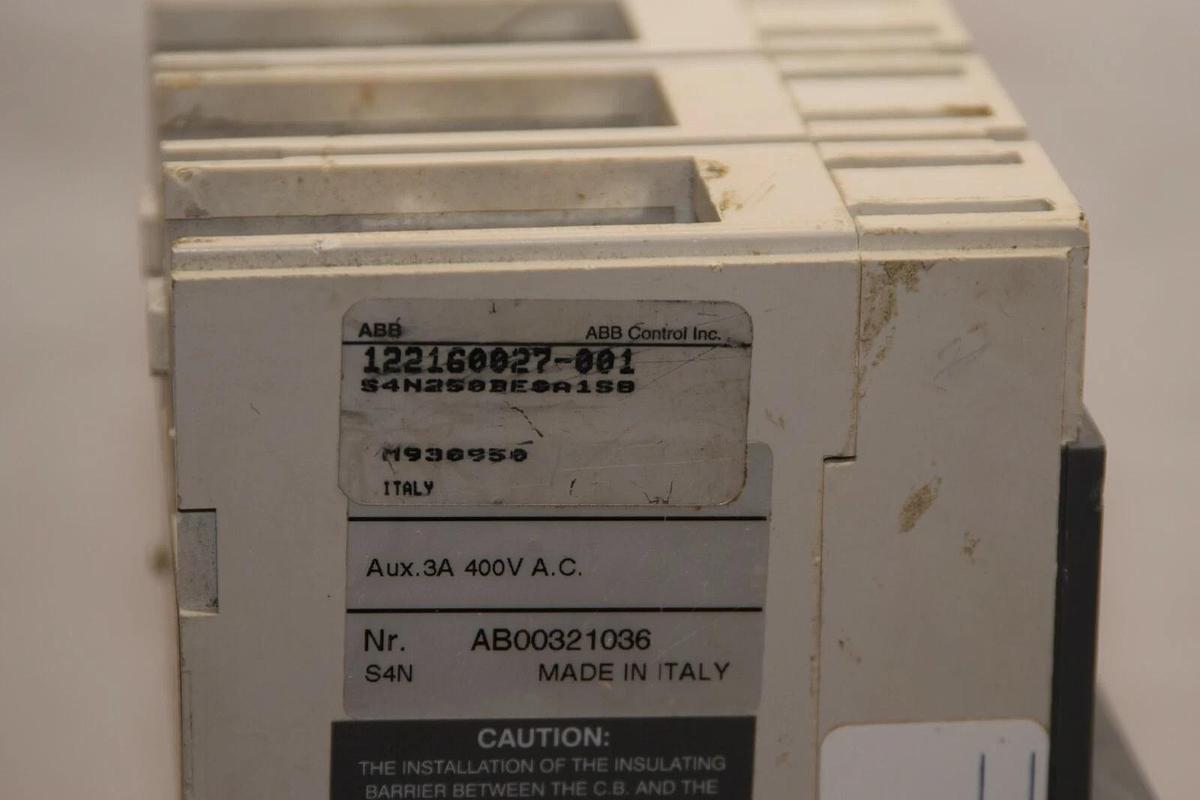 ABB ABB Control Inc.
122160027-001
S4N250BE0A1SB
M930950
ITALY
Aux.3A 400V A.C.
Nr. AB00321036
S4N MADE IN ITALY
CAUTION:
THE INSTALLATION OF THE INSULATING
BARRIER BETWEEN THE C.B. AND THE